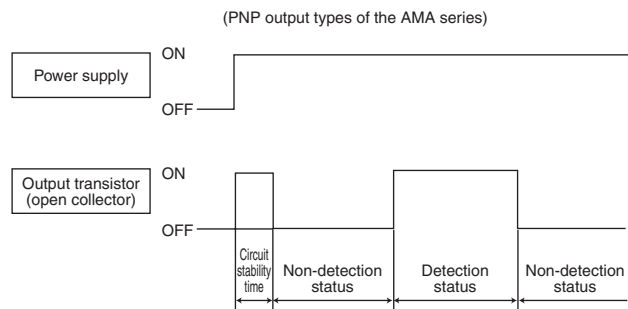 (PNP output types of the AMA series)
Power supply
ON
OFF
Output transistor
(open collector)
ON
OFF
Circuit
stability
time
Non-detection
status
Detection
status
Non-detection
status